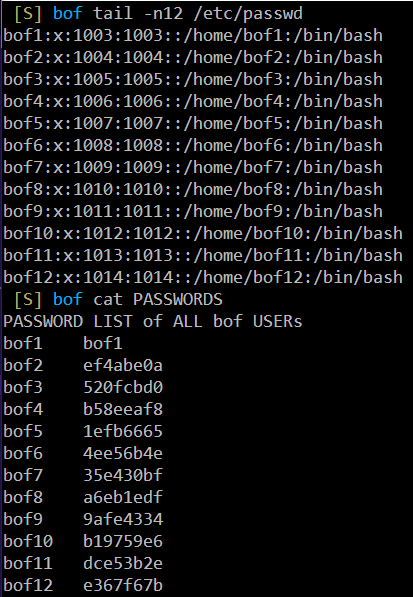 [S] bof tail -n12 /etc/passwd
bof1:x:1003:1003::/home/bof1:/bin/bash
bof2:x:1004:1004::/home/bof2:/bin/bash
bof3:x:1005:1005::/home/bof3:/bin/bash
bof4:x:1006:1006::/home/bof4:/bin/bash
bof5:x:1007:1007::/home/bof5:/bin/bash
bof6:x:1008:1008::/home/bof6:/bin/bash
bof7:x:1009:1009::/home/bof7:/bin/bash
bof8:x:1010:1010::/home/bof8:/bin/bash
bof9:x:1011:1011::/home/bof9:/bin/bash
bof10:x:1012:1012::/home/bof10:/bin/bash
bof11:x:1013:1013::/home/bof11:/bin/bash
bof12:x:1014:1014::/home/bof12:/bin/bash
[S] bof cat PASSWORDS
PASSWORD LIST of ALL bof USERs
bof1 bof1
bof2 ef4abe0a
bof3 520fcbd0
bof4 b58eeaf8
bof5 1efb6665
bof6 4ee56b4e
bof7 35e430bf
bof8 a6eb1edf
bof9 9afe4334
bof10 b19759e6
bof11 dce53b2e
bof12 e367f67b